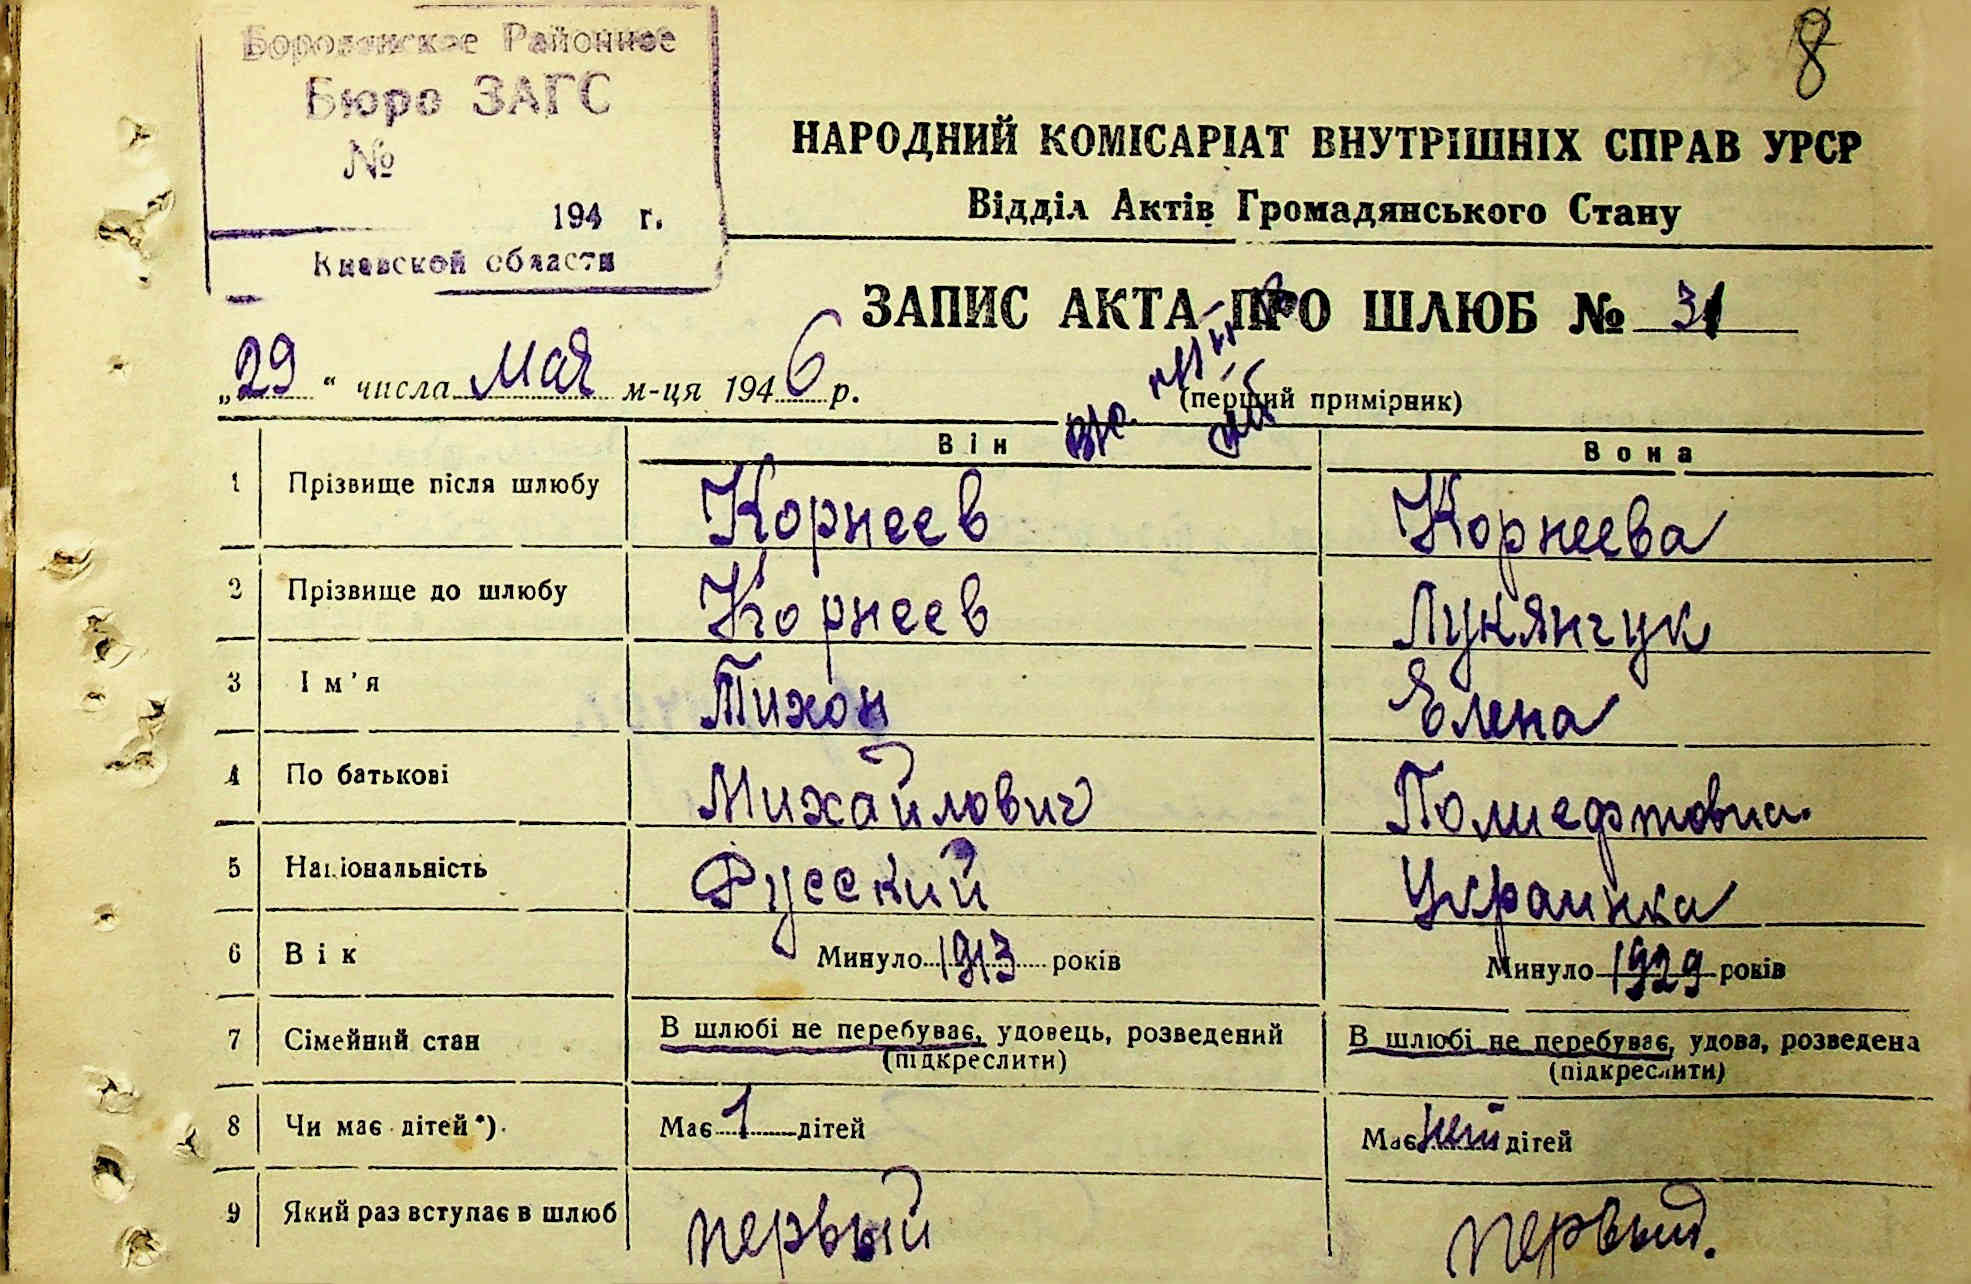 8
Бородянское Районное
Бюро ЗАГС
№
194 г.
Киевской области
НАРОДНИЙ КОМІСАРІАТ ВНУТРІШНІХ СПРАВ УРСР
Відділ Актів Громадянського Стану
ЗАПИС АКТА ПРО ШЛЮБ № 31
„29“ числа мая м-ця 1946 р.
(перший примірник)
Він Вона
1 Прізвище після шлюбу Корнеев Корнеева
2 Прізвище до шлюбу Корнеев Лукянчук
3 Ім'я Тихон Елена
4 По батькові Михайлович
5 Національність Русский Украинка
6 Вік Минуло 1913 років Минуло 1929 років
7 Сімейний стан В шлюбі не перебуває, удовець, розведений В шлюбі не перебуває, удова, розведена
(підкреслити) (підкреслити)
8 Чи має дітей*). Має 1 дітей Має нет дітей
9 Який раз вступає в шлюб первый первый.